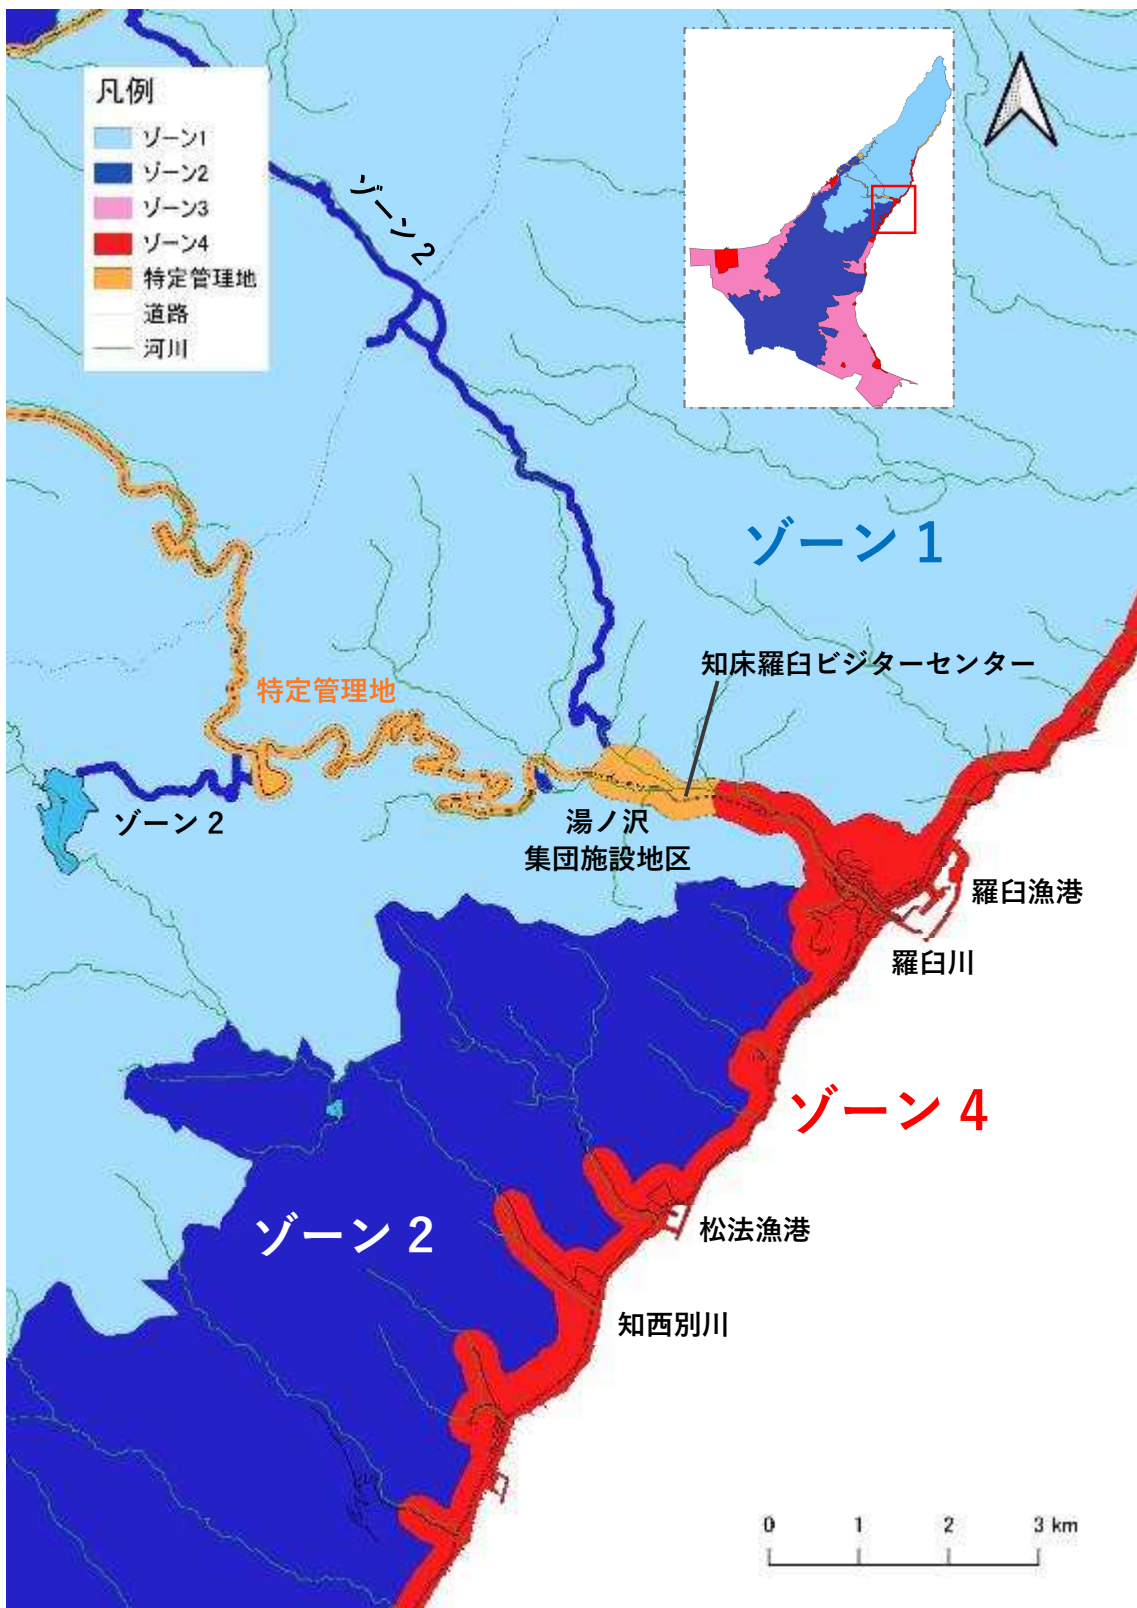 凡例
ゾーン1
ゾーン2
ゾーン3
ゾーン4
特定管理地
道路
河川
ゾーン2
ゾーン1
知床羅臼ビジターセンター
特定管理地
ゾーン2
湯ノ沢
集団施設地区
羅臼漁港
羅臼川
ゾーン4
ゾーン2
松法漁港
知西別川
0 1 2 3 km